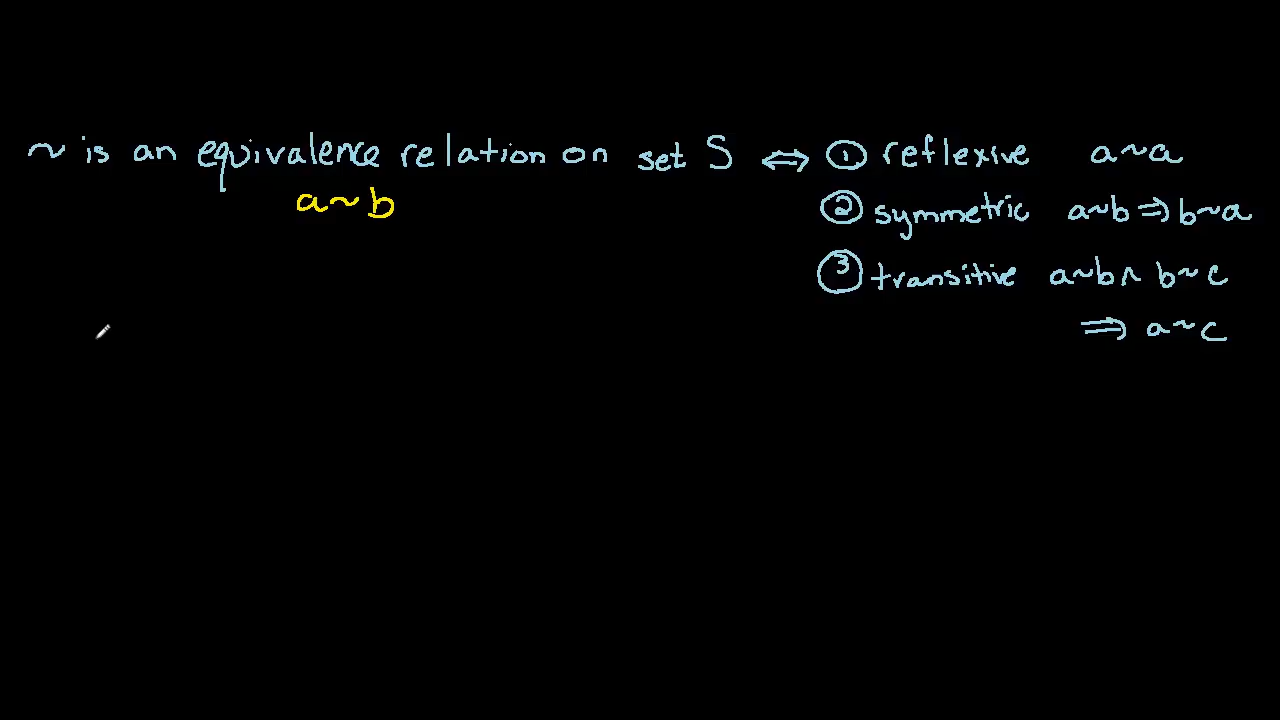 ~ is an equivalence relation on set S ⇔ ① reflexive a~a
a~b
② symmetric a~b ⇒ b~a
③ transitive a~b ∧ b~c
⇒ a~c